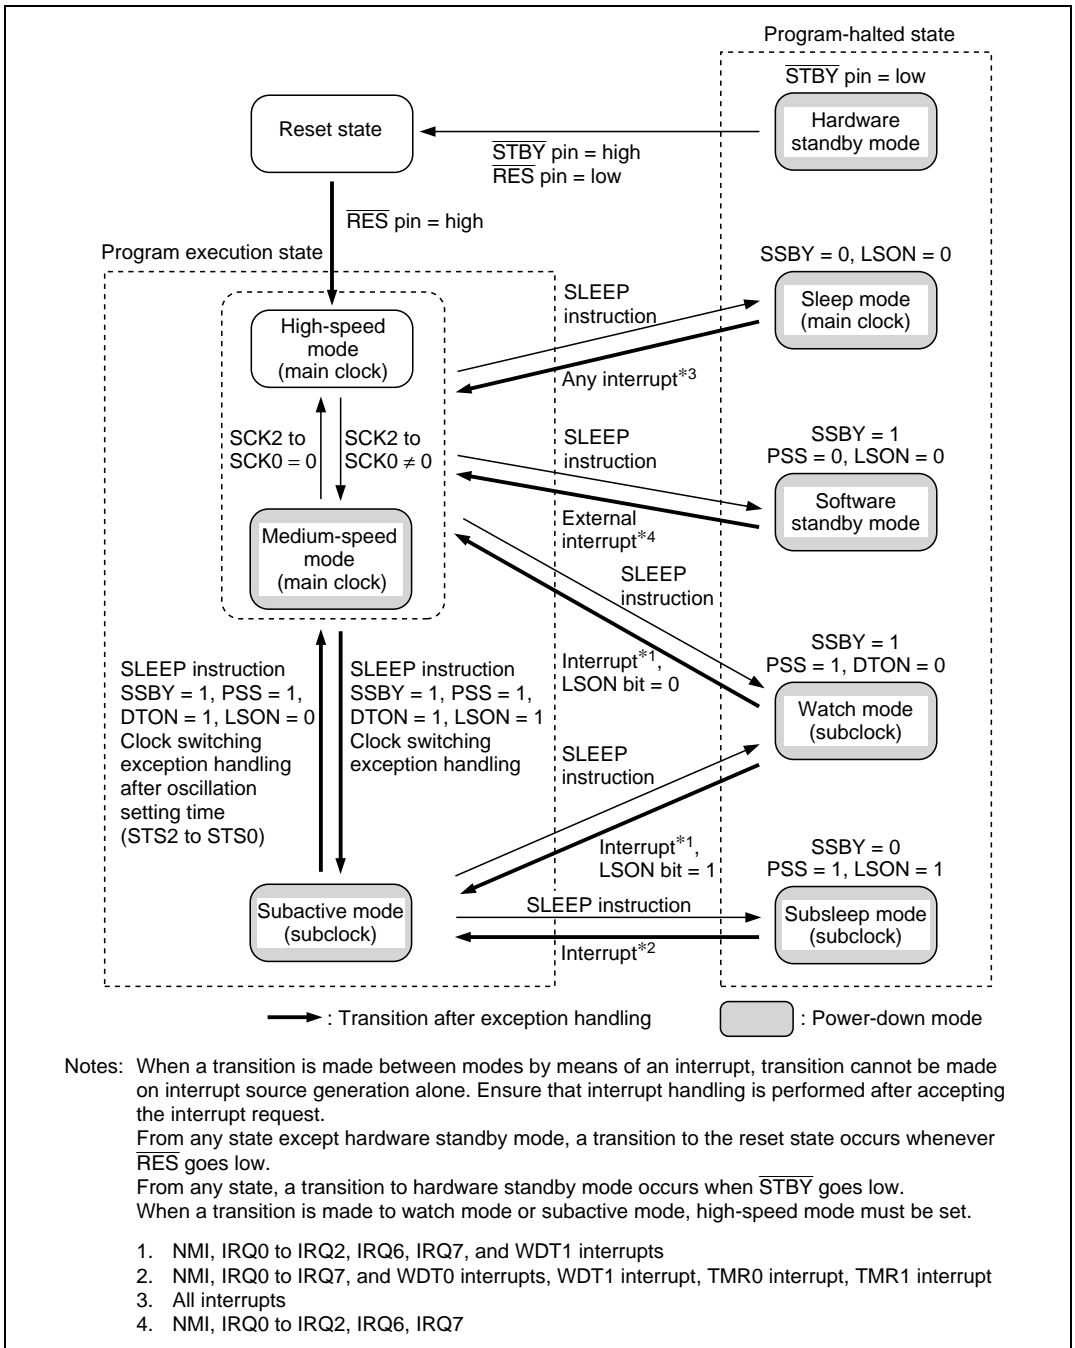 Program-halted state
STBY pin = low
Hardware
standby mode
Reset state
STBY pin = high
RES pin = low
RES pin = high
Program execution state
SSBY = 0, LSON = 0
Sleep mode
(main clock)
SLEEP
instruction
Any interrupt*3
High-speed
mode
(main clock)
SCK2 to
SCK0 = 0
SCK2 to
SCK0 ≠ 0
SLEEP
instruction
SSBY = 1
PSS = 0, LSON = 0
Software
standby mode
External
interrupt*4
Medium-speed
mode
(main clock)
SLEEP
instruction
Interrupt*1,
LSON bit = 0
SSBY = 1
PSS = 1, DTON = 0
Watch mode
(subclock)
SLEEP instruction
SSBY = 1, PSS = 1,
DTON = 1, LSON = 0
Clock switching
exception handling
after oscillation
setting time
(STS2 to STS0)
SLEEP instruction
SSBY = 1, PSS = 1,
DTON = 1, LSON = 1
Clock switching
exception handling
SLEEP
instruction
Interrupt*1,
LSON bit = 1
SSBY = 0
PSS = 1, LSON = 1
Subactive mode
(subclock)
SLEEP instruction
Interrupt*2
Subsleep mode
(subclock)
: Transition after exception handling
: Power-down mode
Notes: When a transition is made between modes by means of an interrupt, transition cannot be made
on interrupt source generation alone. Ensure that interrupt handling is performed after accepting
the interrupt request.
From any state except hardware standby mode, a transition to the reset state occurs whenever
RES goes low.
From any state, a transition to hardware standby mode occurs when STBY goes low.
When a transition is made to watch mode or subactive mode, high-speed mode must be set.
1. NMI, IRQ0 to IRQ2, IRQ6, IRQ7, and WDT1 interrupts
2. NMI, IRQ0 to IRQ7, and WDT0 interrupts, WDT1 interrupt, TMR0 interrupt, TMR1 interrupt
3. All interrupts
4. NMI, IRQ0 to IRQ2, IRQ6, IRQ7